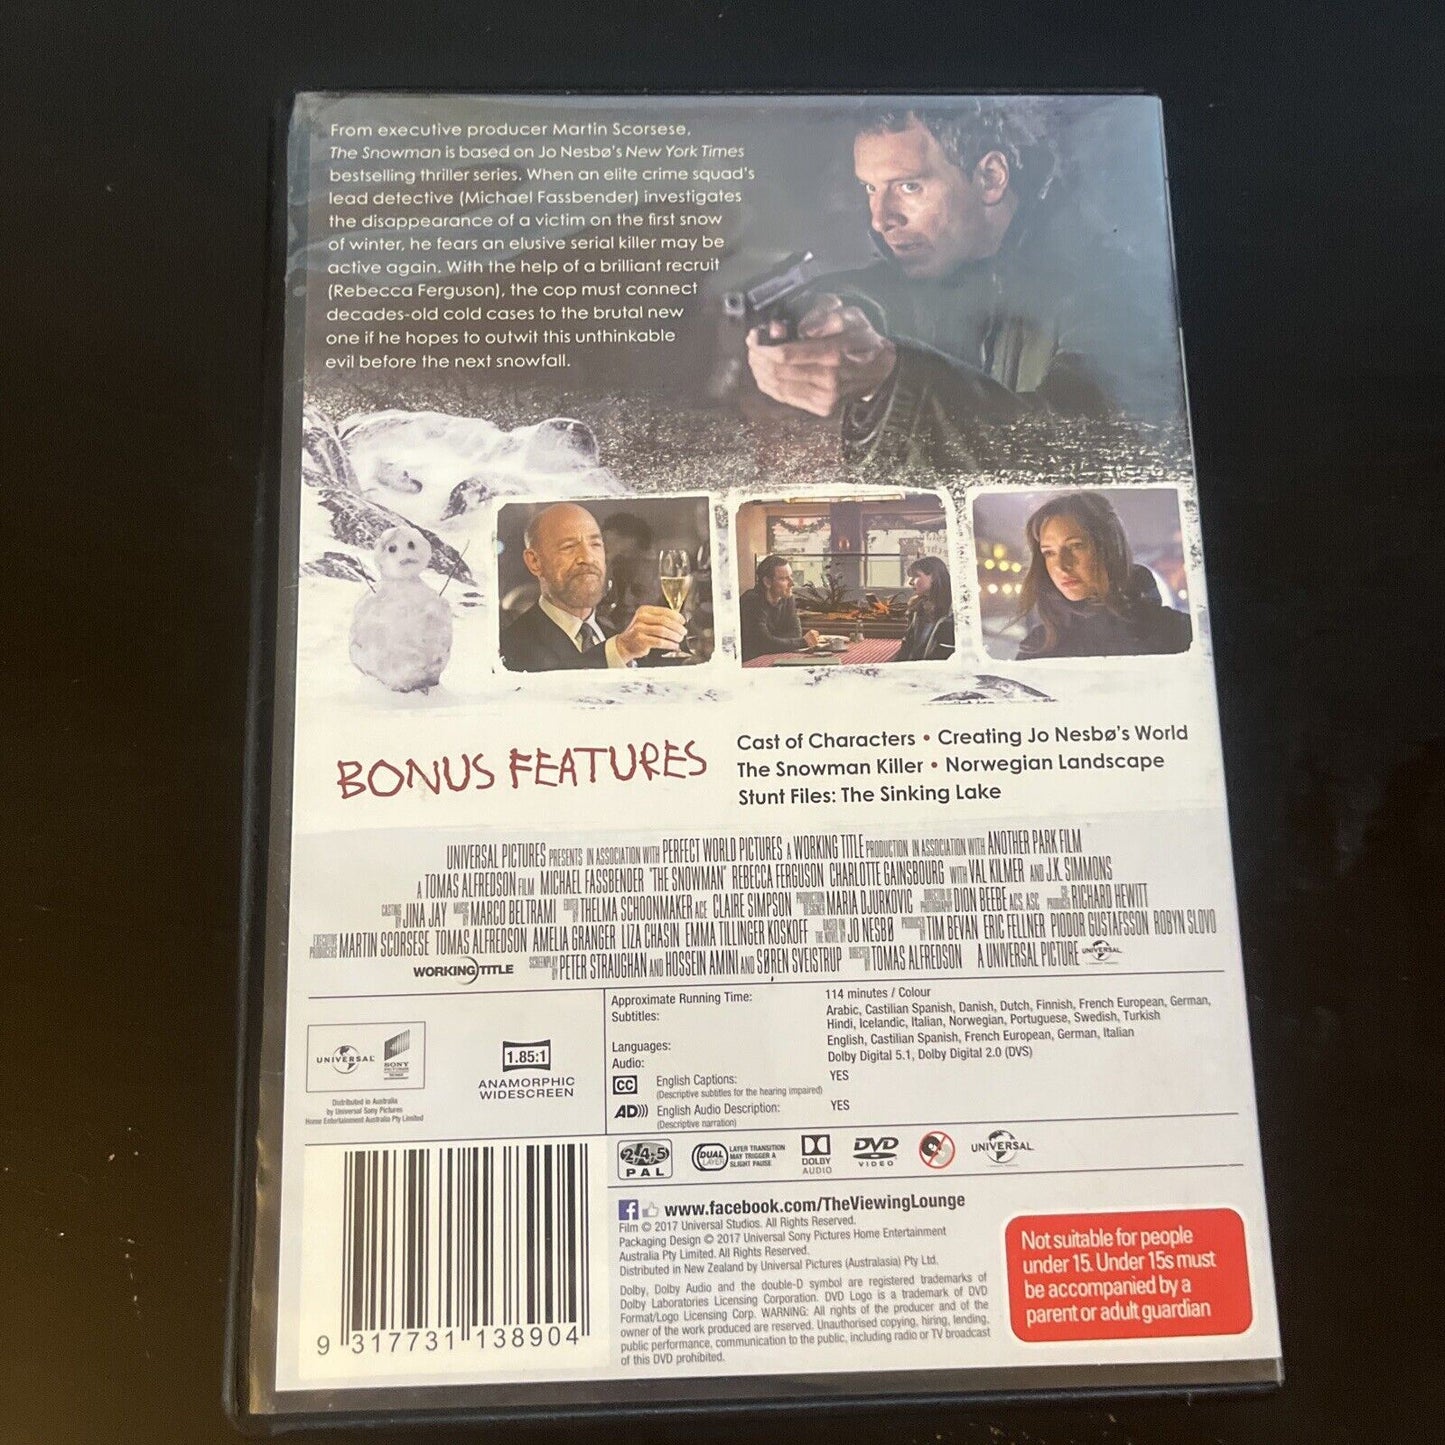 From executive producer Martin Scorsese,
The Snowman is based on Jo Nesbø's New York Times
bestselling thriller series. When an elite crime squad's
lead detective (Michael Fassbender) investigates
the disappearance of a victim on the first snow
of winter, he fears an elusive serial killer may be
active again. With the help of a brilliant recruit
(Rebecca Ferguson), the cop must connect
decades-old cold cases to the brutal new
one if he hopes to outwit this unthinkable
evil before the next snowfall.
BONUS FEATURES
Cast of Characters • Creating Jo Nesbø's World
The Snowman Killer • Norwegian Landscape
Stunt Files: The Sinking Lake
UNIVERSAL PICTURES PRESENTS IN ASSOCIATION WITH PERFECT WORLD PICTURES A WORKING TITLE PRODUCTION IN ASSOCIATION WITH ANOTHER PARK FILM
A TOMAS ALFREDSON FILM MICHAEL FASSBENDER "THE SNOWMAN" REBECCA FERGUSON CHARLOTTE GAINSBOURG WITH VAL KILMER AND J.K. SIMMONS
CASTING BY JINA JAY MUSIC BY MARCO BELTRAMI EDITED BY THELMA SCHOONMAKER ACE CLAIRE SIMPSON PRODUCTION DESIGNER MARIA DJURKOVIC DIRECTOR OF PHOTOGRAPHY DION BEEBE ACS, ASC CO-PRODUCER RICHARD HEWITT
EXECUTIVE PRODUCERS MARTIN SCORSESE TOMAS ALFREDSON AMELIA GRANGER LIZA CHASIN EMMA TILLINGER KOSKOFF BASED ON THE NOVEL BY JO NESBØ PRODUCED BY TIM BEVAN ERIC FELLNER PIODOR GUSTAFSSON ROBYN SLOVO
WORKING TITLE SCREENPLAY BY PETER STRAUGHAN AND HOSSEIN AMINI AND SØREN SVEISTRUP DIRECTED BY TOMAS ALFREDSON A UNIVERSAL PICTURE UNIVERSAL
UNIVERSAL SONY
Distributed in Australia
by Universal Sony Pictures
Home Entertainment Australia Pty Limited
1.85:1
ANAMORPHIC
WIDESCREEN
Approximate Running Time: 114 minutes / Colour
Subtitles: Arabic, Castilian Spanish, Danish, Dutch, Finnish, French European, German,
Hindi, Icelandic, Italian, Norwegian, Portuguese, Swedish, Turkish
Languages: English, Castilian Spanish, French European, German, Italian
Audio: Dolby Digital 5.1, Dolby Digital 2.0 (DVS)
CC English Captions: YES
(Descriptive subtitles for the hearing impaired)
AD))) English Audio Description: YES
(Descriptive narration)
2,4,5
PAL
DUAL LAYER
LAYER TRANSITION
MAY TRIGGER A
SLIGHT PAUSE
DOLBY
AUDIO
DVD
VIDEO
UNIVERSAL
f www.facebook.com/TheViewingLounge
Film © 2017 Universal Studios. All Rights Reserved.
Packaging Design © 2017 Universal Sony Pictures Home Entertainment
Australia Pty Limited. All Rights Reserved.
Distributed in New Zealand by Universal Pictures (Australasia) Pty Ltd.
Dolby, Dolby Audio and the double-D symbol are registered trademarks of
Dolby Laboratories Licensing Corporation. DVD Logo is a trademark of DVD
Format/Logo Licensing Corp. WARNING: All rights of the producer and of the
owner of the work produced are reserved. Unauthorised copying, hiring, lending,
public performance, communication to the public, including radio or TV broadcast
of this DVD prohibited.
Not suitable for people
under 15. Under 15s must
be accompanied by a
parent or adult guardian
9 317731 138904